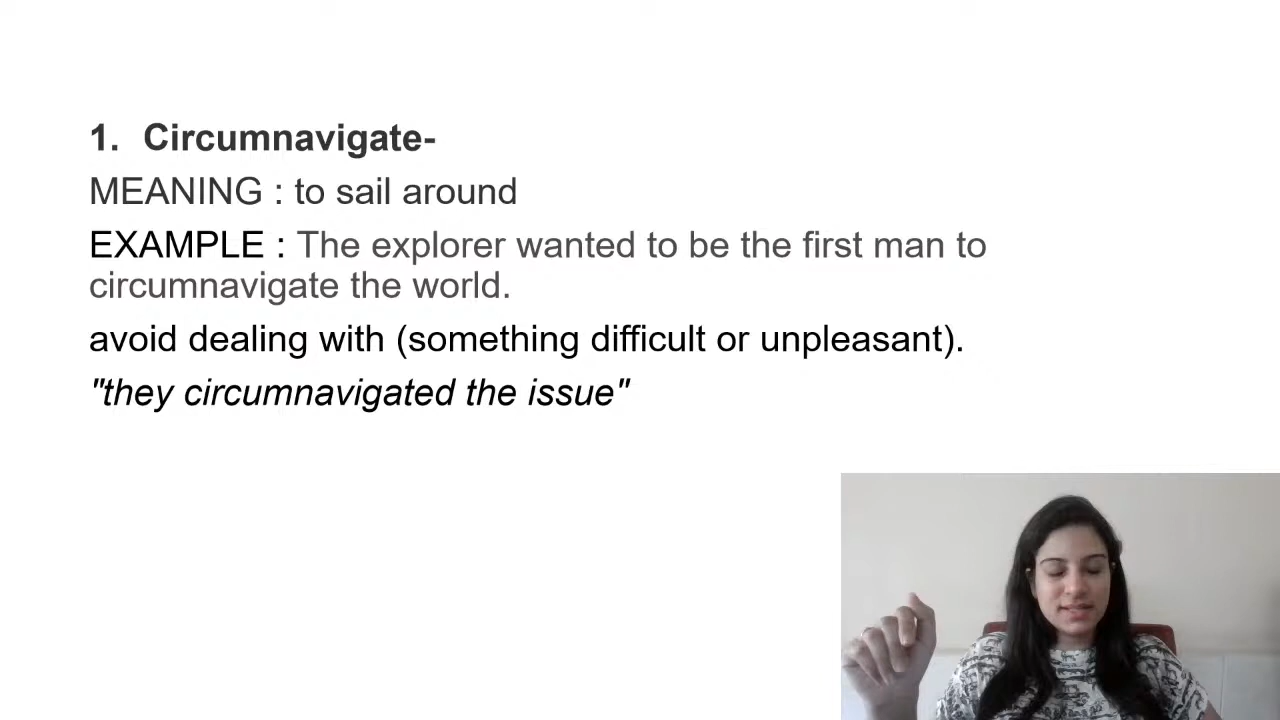 1. Circumnavigate-
MEANING : to sail around
EXAMPLE : The explorer wanted to be the first man to
circumnavigate the world.
avoid dealing with (something difficult or unpleasant).
"they circumnavigated the issue"